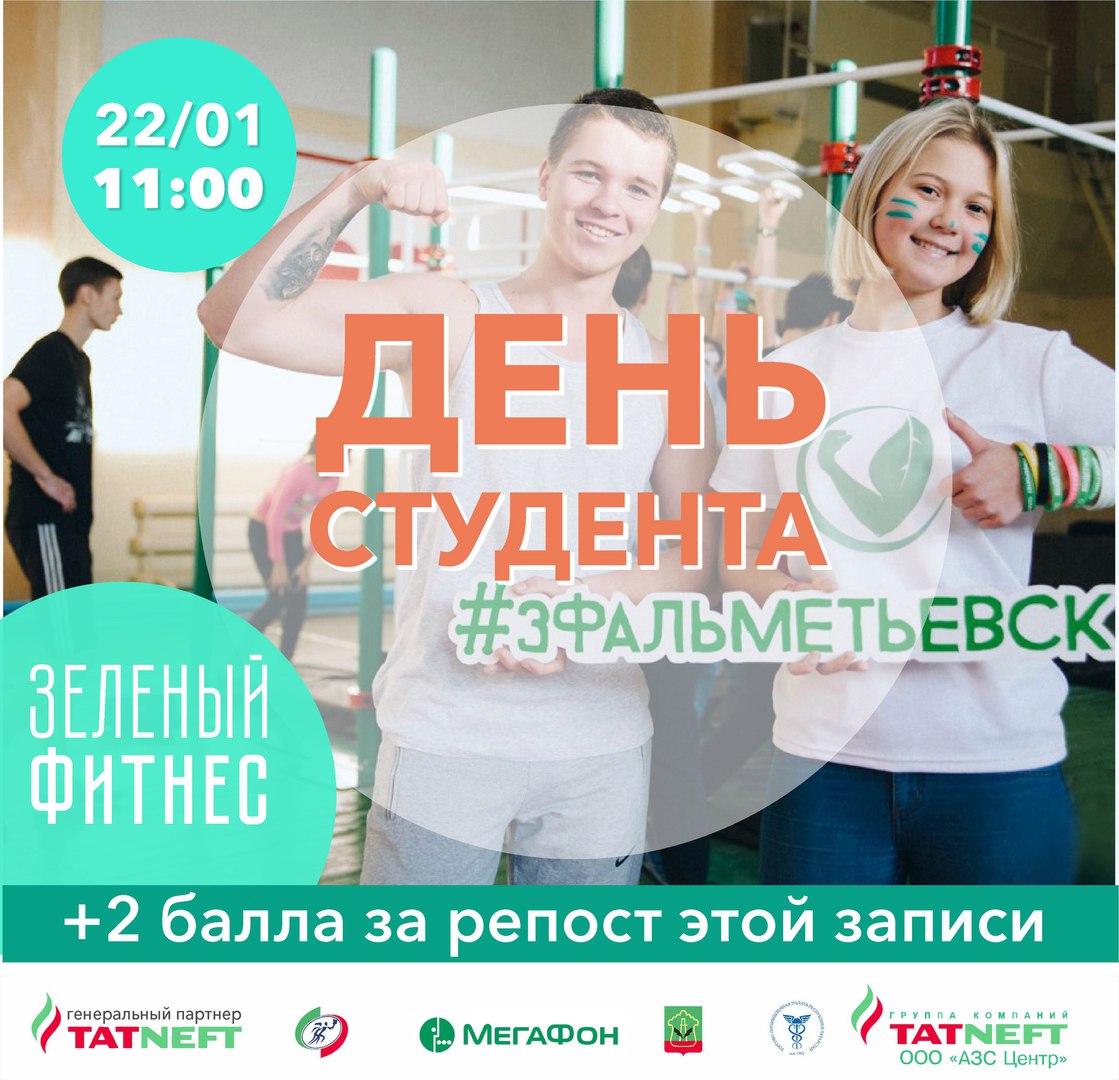 22/01
11:00
ДЕНЬ
СТУДЕНТА
#ЗФАЛЬМЕТЬЕВСК
ЗЕЛЕНЫЙ
ФИТНЕС
+2 балла за репост этой записи
генеральный партнер
TATNEFT
МЕГАФОН
ГРУППА КОМПАНИЙ
TATNEFT
ООО «АЗС Центр»